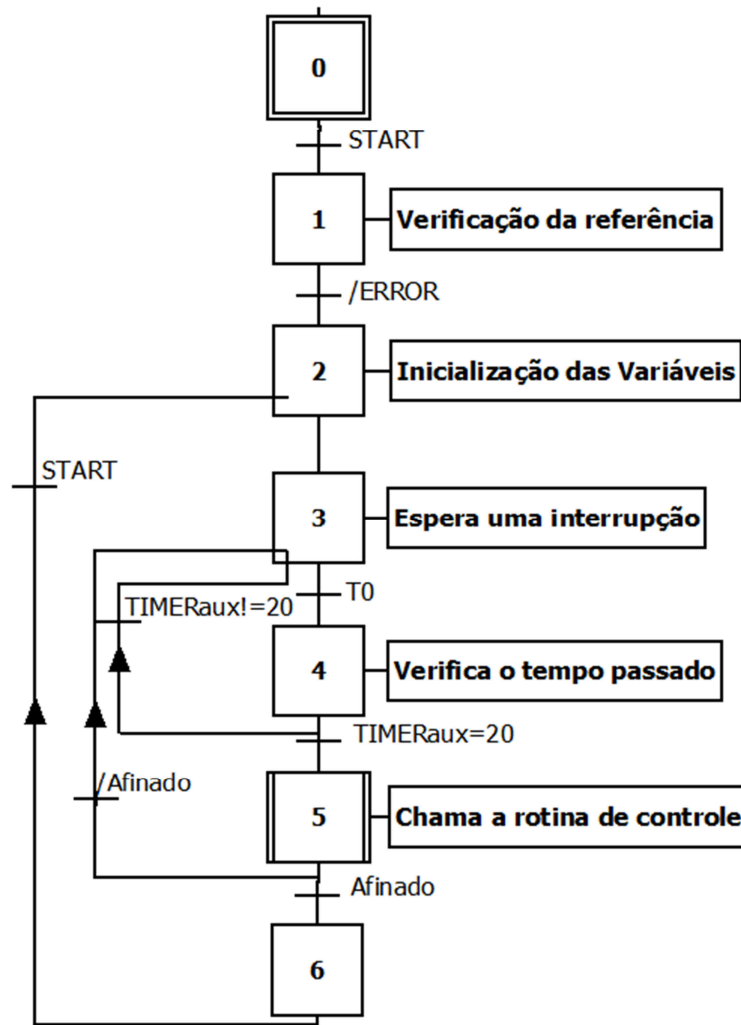 0
START
1
Verificação da referência
/ERROR
2
Inicialização das Variáveis
START
3
Espera uma interrupção
TIMERaux!=20
T0
4
Verifica o tempo passado
TIMERaux=20
/Afinado
5
Chama a rotina de controle
Afinado
6